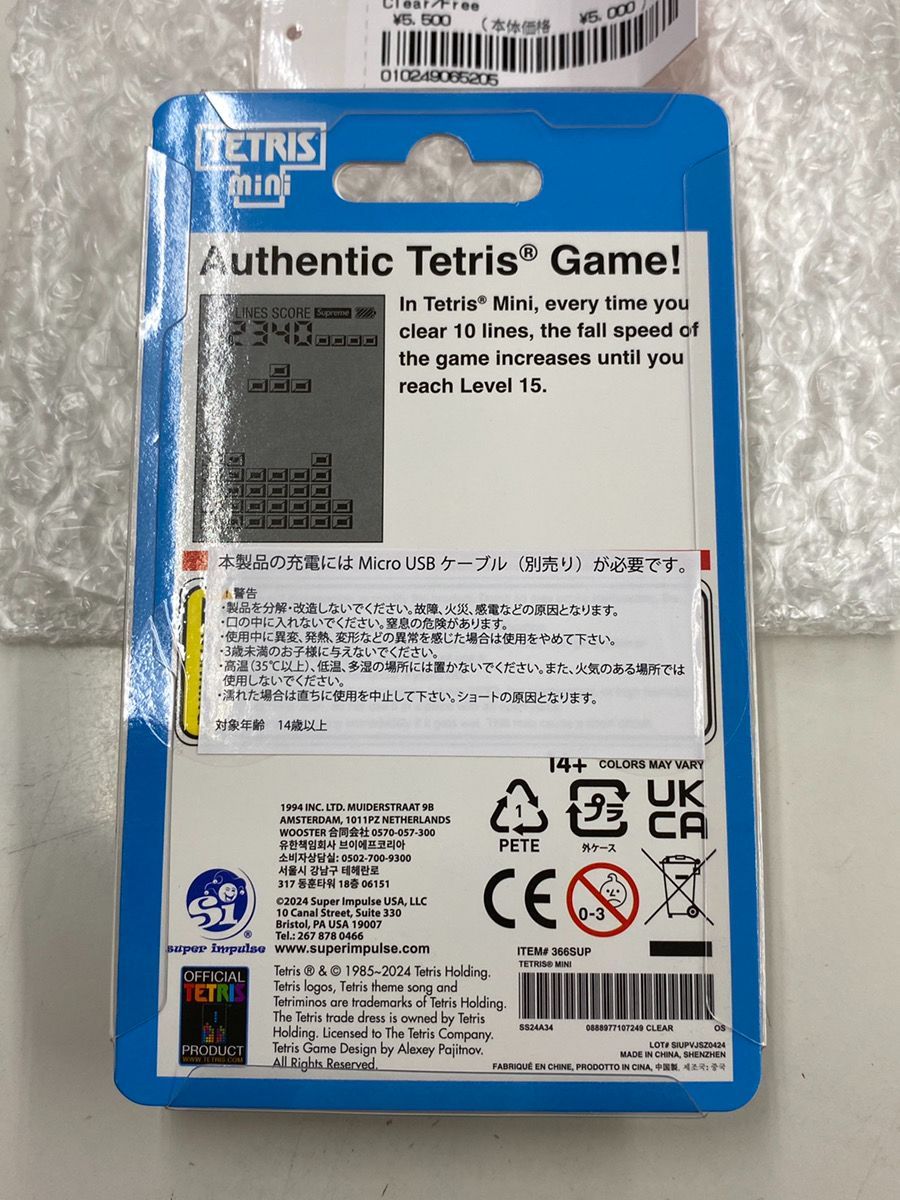 Clear/Free
¥5,500 (本体価格 ¥5,000)
010249065205
TETRIS
mini
Authentic Tetris® Game!
LINES SCORE Supreme
2340
In Tetris® Mini, every time you
clear 10 lines, the fall speed of
the game increases until you
reach Level 15.
本製品の充電には Micro USB ケーブル（別売り）が必要です。
⚠警告
・製品を分解・改造しないでください。故障、火災、感電などの原因となります。
・口の中に入れないでください。窒息の危険があります。
・使用中に異変、発熱、変形などの異常を感じた場合は使用をやめて下さい。
・3歳未満のお子様に与えないでください。
・高温（35℃以上）、低温、多湿の場所には置かないでください。また、火気のある場所では
使用しないでください。
・濡れた場合は直ちに使用を中止して下さい。ショートの原因となります。
対象年齢 14歳以上
14+ COLORS MAY VARY
1994 INC. LTD. MUIDERSTRAAT 9B
AMSTERDAM, 1011PZ NETHERLANDS
WOOSTER 合同会社 0570-057-300
유한책임회사 브이에프코리아
소비자상담실: 0502-700-9300
서울시 강남구 테헤란로
317 동훈타워 18층 06151
©2024 Super Impulse USA, LLC
10 Canal Street, Suite 330
Bristol, PA USA 19007
Tel.: 267 878 0466
www.superimpulse.com
Si®
super impulse
1
PETE
プラ
外ケース
UK
CA
CE
0-3
OFFICIAL
TETRIS
PRODUCT
WWW.TETRIS.COM
Tetris ® & © 1985~2024 Tetris Holding.
Tetris logos, Tetris theme song and
Tetriminos are trademarks of Tetris Holding.
The Tetris trade dress is owned by Tetris
Holding. Licensed to The Tetris Company.
Tetris Game Design by Alexey Pajitnov.
All Rights Reserved.
ITEM# 366SUP
TETRIS® MINI
SS24A34 0888977107249 CLEAR OS
LOT# SIUPVJSZ0424
MADE IN CHINA, SHENZHEN
FABRIQUÉ EN CHINE, PRODOTTO IN CINA, 中国製, 제조국: 중국